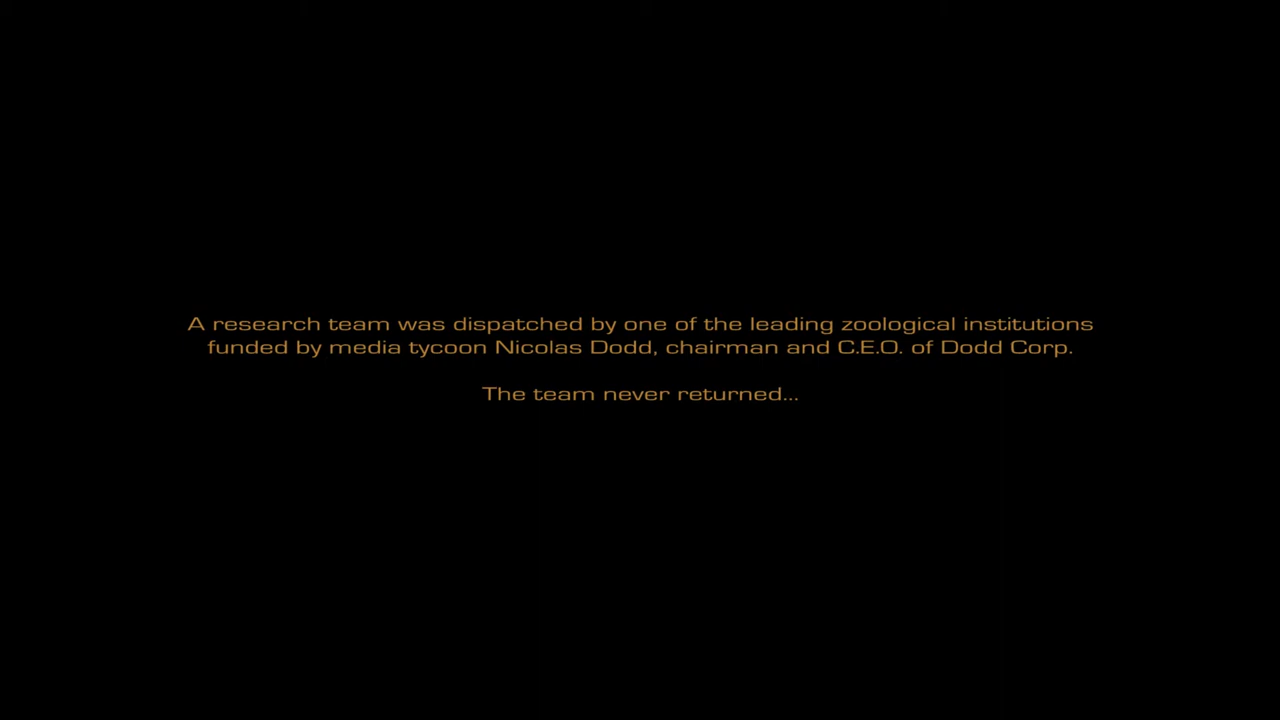 A research team was dispatched by one of the leading zoological institutions
funded by media tycoon Nicolas Dodd, chairman and C.E.O. of Dodd Corp.
The team never returned...